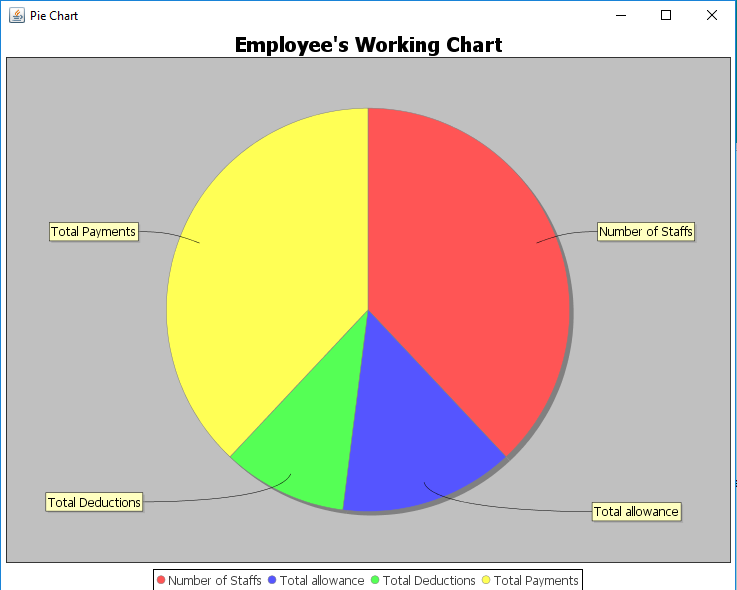 Pie Chart
Employee's Working Chart
Total Payments
Number of Staffs
Total Deductions
Total allowance
Number of Staffs Total allowance Total Deductions Total Payments